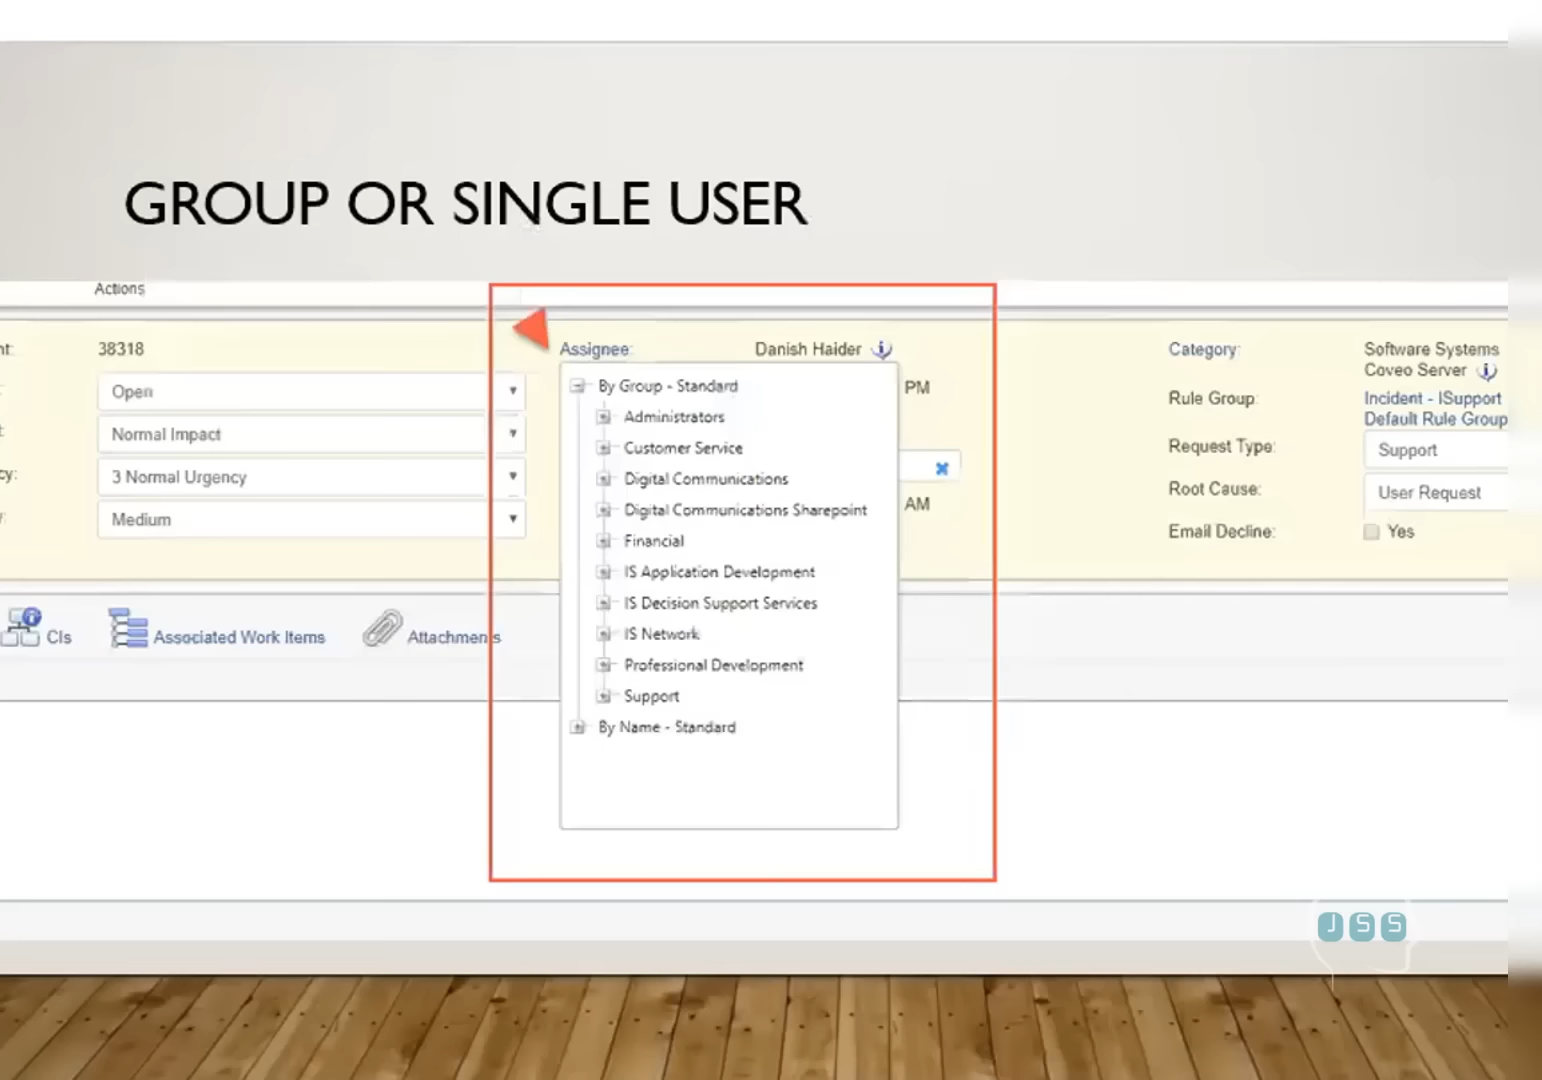 GROUP OR SINGLE USER
Actions
nt: 38318 Assignee: Danish Haider Category: Software Systems
Coveo Server
Open By Group - Standard PM Rule Group: Incident - ISupport
Default Rule Group
Administrators
Normal Impact Customer Service Request Type: Support
cy: 3 Normal Urgency Digital Communications Root Cause: User Request
Medium Digital Communications Sharepoint AM Email Decline: Yes
Financial
IS Application Development
IS Decision Support Services
CIs Associated Work Items Attachments IS Network
Professional Development
Support
By Name - Standard
JSS